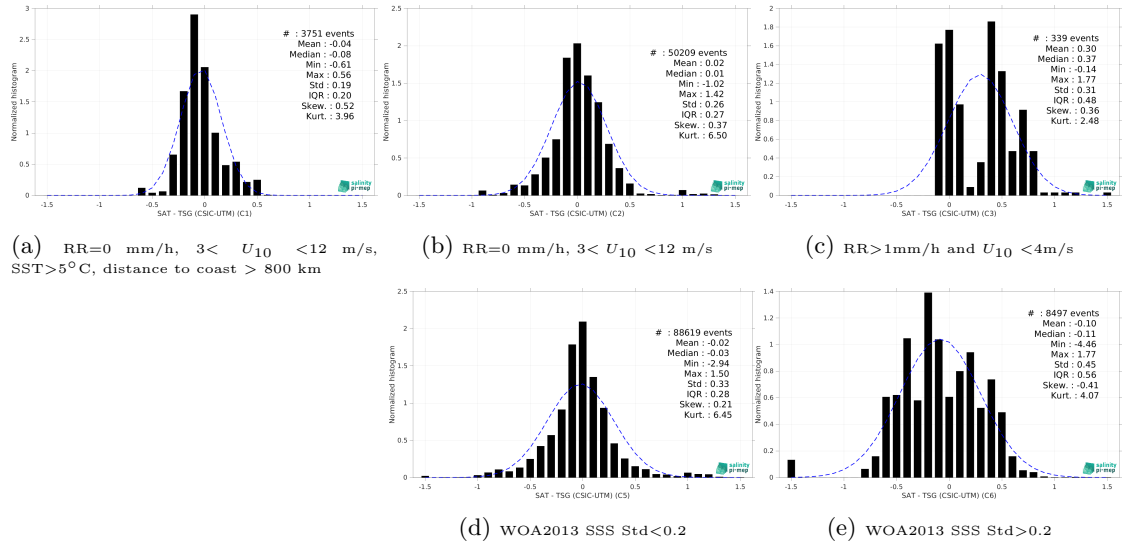 3
2.5
2
1.5
1
0.5
0
Normalized histogram
# : 3751 events
Mean : -0.04
Median : -0.08
Min : -0.61
Max : 0.56
Std : 0.19
IQR : 0.20
Skew. : 0.52
Kurt. : 3.96
salinity
pi-mep
-1.5 -1 -0.5 0 0.5 1 1.5
SAT - TSG (CSIC-UTM) (C1)
(a) RR=0 mm/h, 3< U10 <12 m/s,
SST>5°C, distance to coast > 800 km
2.5
2
1.5
1
0.5
0
Normalized histogram
# : 50209 events
Mean : 0.02
Median : 0.01
Min : -1.02
Max : 1.42
Std : 0.26
IQR : 0.27
Skew. : 0.37
Kurt. : 6.50
salinity
pi-mep
-1.5 -1 -0.5 0 0.5 1 1.5
SAT - TSG (CSIC-UTM) (C2)
(b) RR=0 mm/h, 3< U10 <12 m/s
2
1.8
1.6
1.4
1.2
1
0.8
0.6
0.4
0.2
0
Normalized histogram
# : 339 events
Mean : 0.30
Median : 0.37
Min : -0.14
Max : 1.77
Std : 0.31
IQR : 0.48
Skew. : 0.36
Kurt. : 2.48
salinity
pi-mep
-1.5 -1 -0.5 0 0.5 1 1.5
SAT - TSG (CSIC-UTM) (C3)
(c) RR>1mm/h and U10 <4m/s
2.5
2
1.5
1
0.5
0
Normalized histogram
# : 88619 events
Mean : -0.02
Median : -0.03
Min : -2.94
Max : 1.50
Std : 0.33
IQR : 0.28
Skew. : 0.21
Kurt. : 6.45
salinity
pi-mep
-1.5 -1 -0.5 0 0.5 1 1.5
SAT - TSG (CSIC-UTM) (C5)
(d) WOA2013 SSS Std<0.2
1.4
1.2
1
0.8
0.6
0.4
0.2
0
Normalized histogram
# : 8497 events
Mean : -0.10
Median : -0.11
Min : -4.46
Max : 1.77
Std : 0.45
IQR : 0.56
Skew. : -0.41
Kurt. : 4.07
salinity
pi-mep
-1.5 -1 -0.5 0 0.5 1 1.5
SAT - TSG (CSIC-UTM) (C6)
(e) WOA2013 SSS Std>0.2